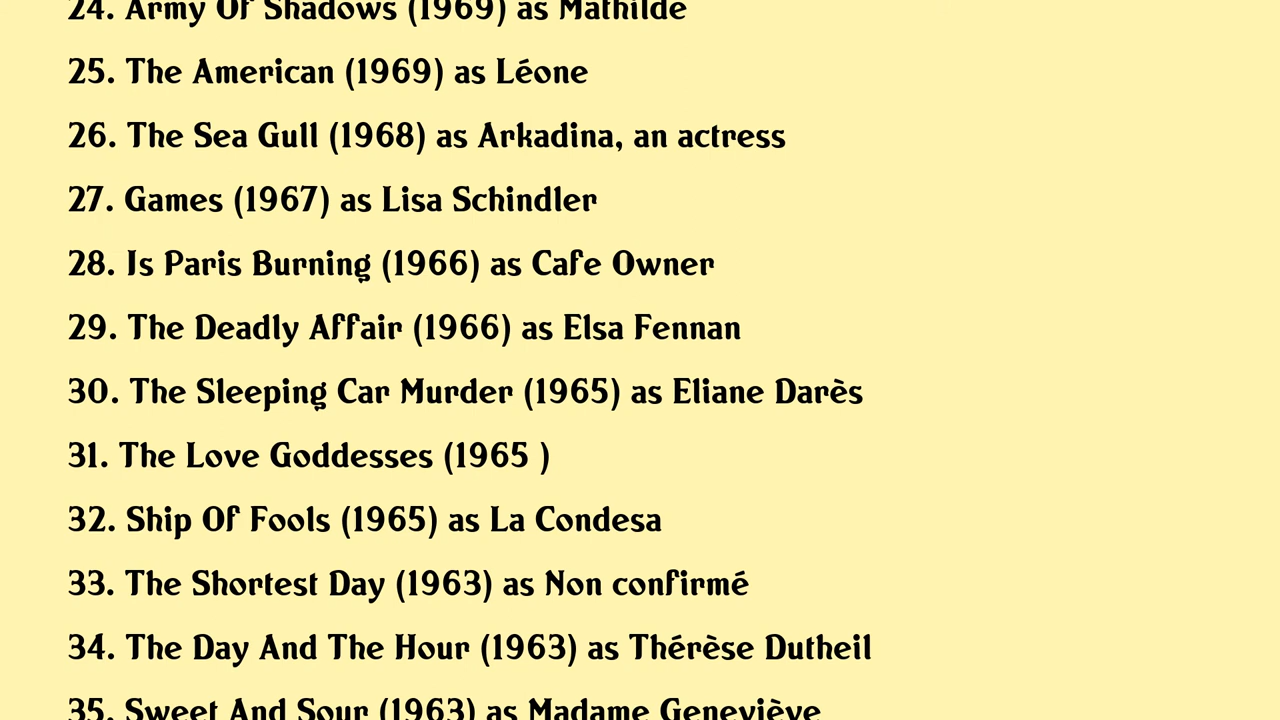 24. Army Of Shadows (1969) as Mathilde
25. The American (1969) as Léone
26. The Sea Gull (1968) as Arkadina, an actress
27. Games (1967) as Lisa Schindler
28. Is Paris Burning (1966) as Cafe Owner
29. The Deadly Affair (1966) as Elsa Fennan
30. The Sleeping Car Murder (1965) as Eliane Darès
31. The Love Goddesses (1965 )
32. Ship Of Fools (1965) as La Condesa
33. The Shortest Day (1963) as Non confirmé
34. The Day And The Hour (1963) as Thérèse Dutheil
35. Sweet And Sour (1963) as Madame Geneviève